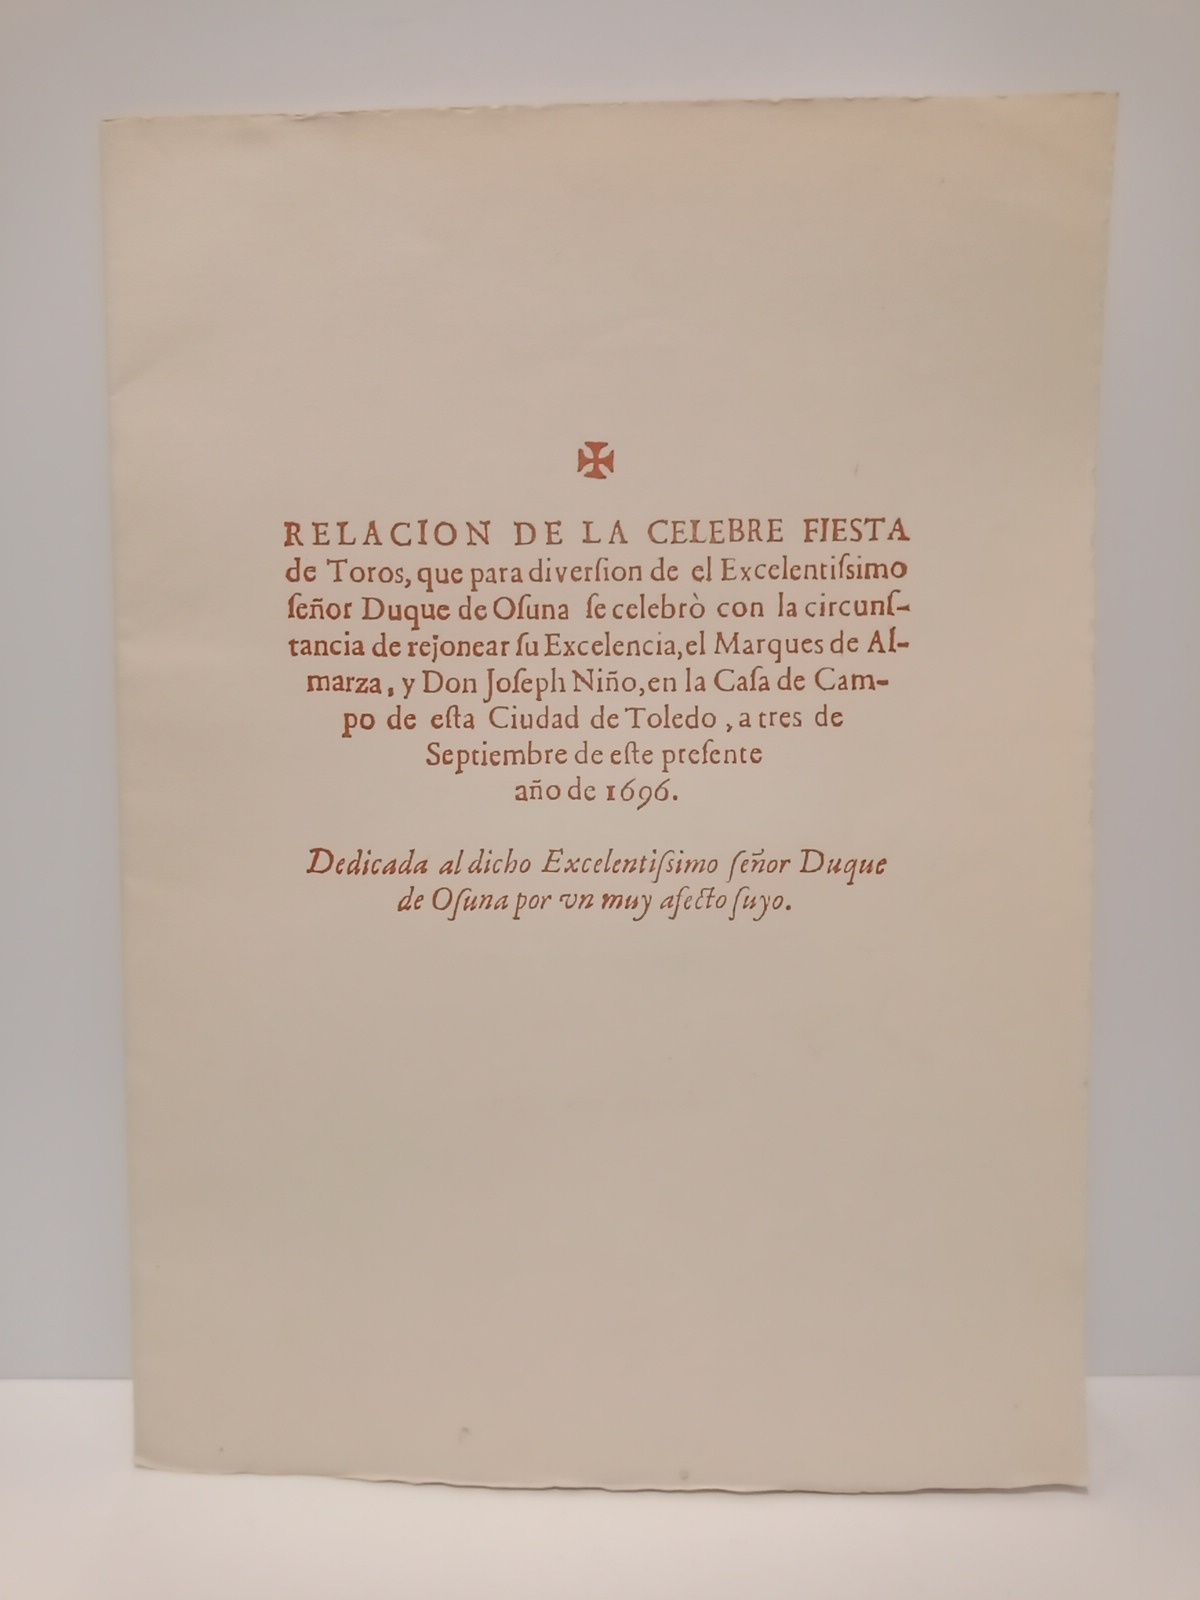 ✠
RELACION DE LA CELEBRE FIESTA
de Toros, que para diverſion de el Excelentiſsimo
ſeñor Duque de Oſuna ſe celebrò con la circunſ-
tancia de rejonear ſu Excelencia, el Marques de Al-
marza, y Don Joſeph Niño, en la Caſa de Cam-
po de eſta Ciudad de Toledo, a tres de
Septiembre de eſte preſente
año de 1696.
Dedicada al dicho Excelentiſsimo ſeñor Duque
de Oſuna por vn muy afecto ſuyo.